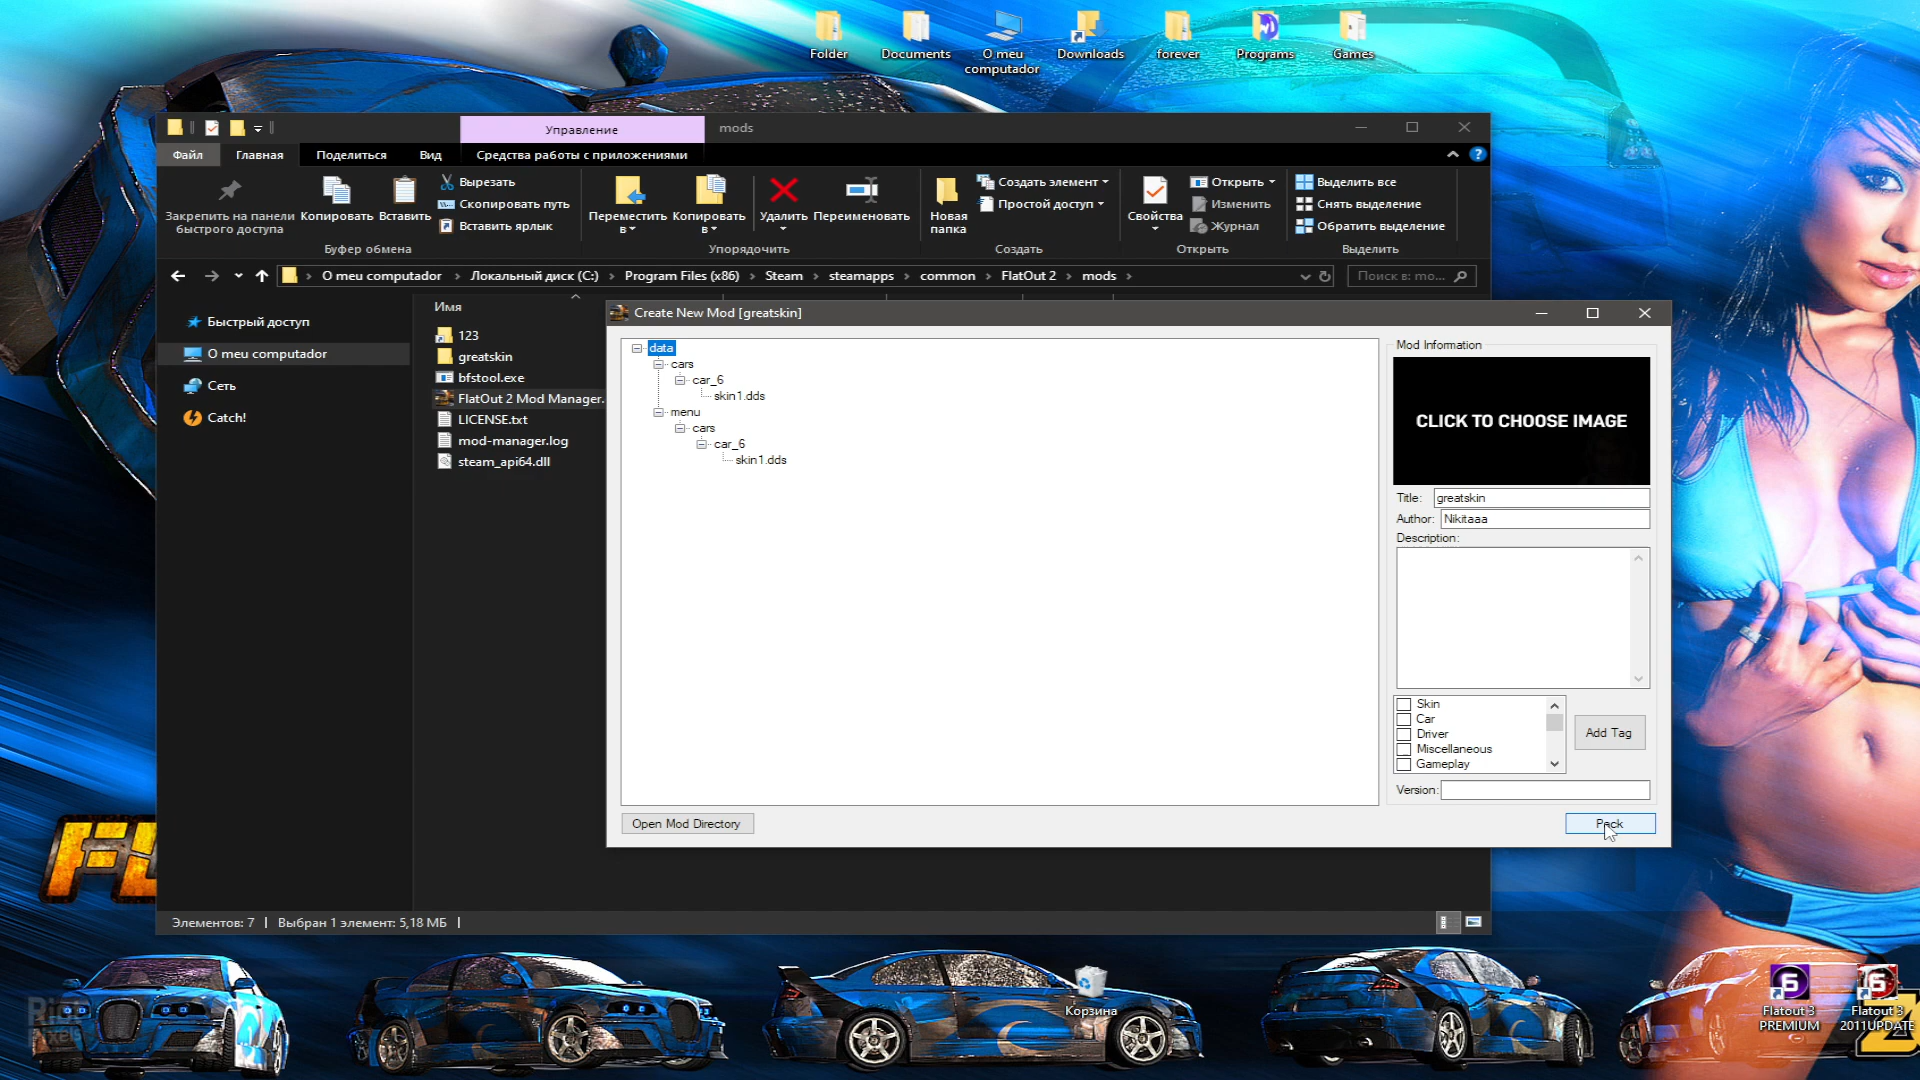 Folder
Documents
O meu
computador
Downloads
forever
Programs
Games
Управление
mods
Файл
Главная
Поделиться
Вид
Средства работы с приложениями
Закрепить на панели
быстрого доступа
Копировать
Вставить
Вырезать
Скопировать путь
Вставить ярлык
Буфер обмена
Переместить
в
Копировать
в
Удалить
Переименовать
Упорядочить
Новая
папка
Создать элемент
Простой доступ
Создать
Свойства
Открыть
Изменить
Журнал
Открыть
Выделить все
Снять выделение
Обратить выделение
Выделить
O meu computador
Локальный диск (C:)
Program Files (x86)
Steam
steamapps
common
FlatOut 2
mods
Поиск в: mo...
Быстрый доступ
O meu computador
Сеть
Catch!
Имя
123
greatskin
bfstool.exe
FlatOut 2 Mod Manager.
LICENSE.txt
mod-manager.log
steam_api64.dll
Create New Mod [greatskin]
data
cars
car_6
skin1.dds
menu
cars
car_6
skin1.dds
Open Mod Directory
Mod Information
CLICK TO CHOOSE IMAGE
Title: greatskin
Author: Nikitaaa
Description:
Skin
Car
Driver
Miscellaneous
Gameplay
Add Tag
Version:
Pack
Элементов: 7
Выбран 1 элемент: 5,18 МБ
Корзина
Flatout 3
PREMIUM
Flatout 3
2011UPDATE